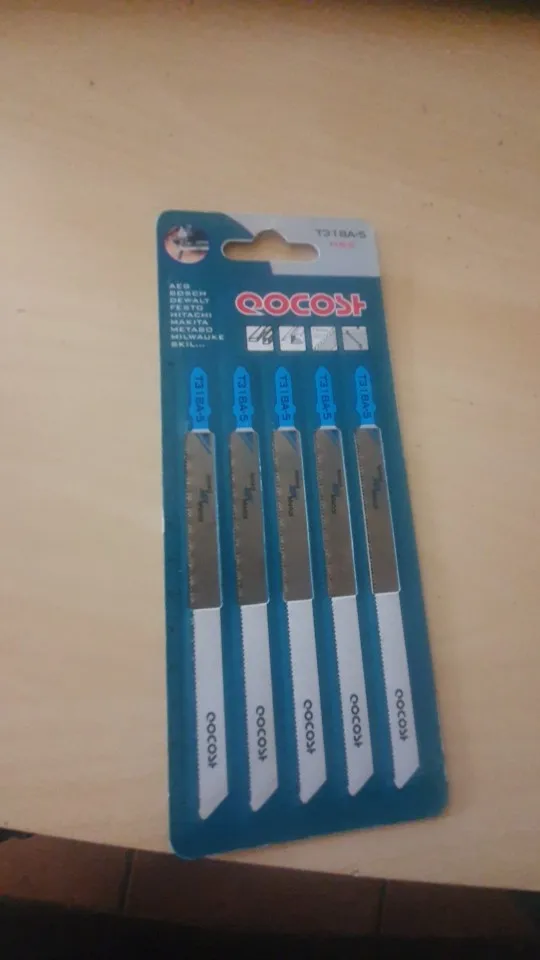 T318A-5
HSS
AEG
BOSCH
DEWALT
FESTO
HITACHI
MAKITA
METABO
MILWAUKE
SKIL...
QOCOST
T318A-5
T318A-5
T318A-5
T318A-5
T318A-5
QOCOST
QOCOST
QOCOST
QOCOST
QOCOST